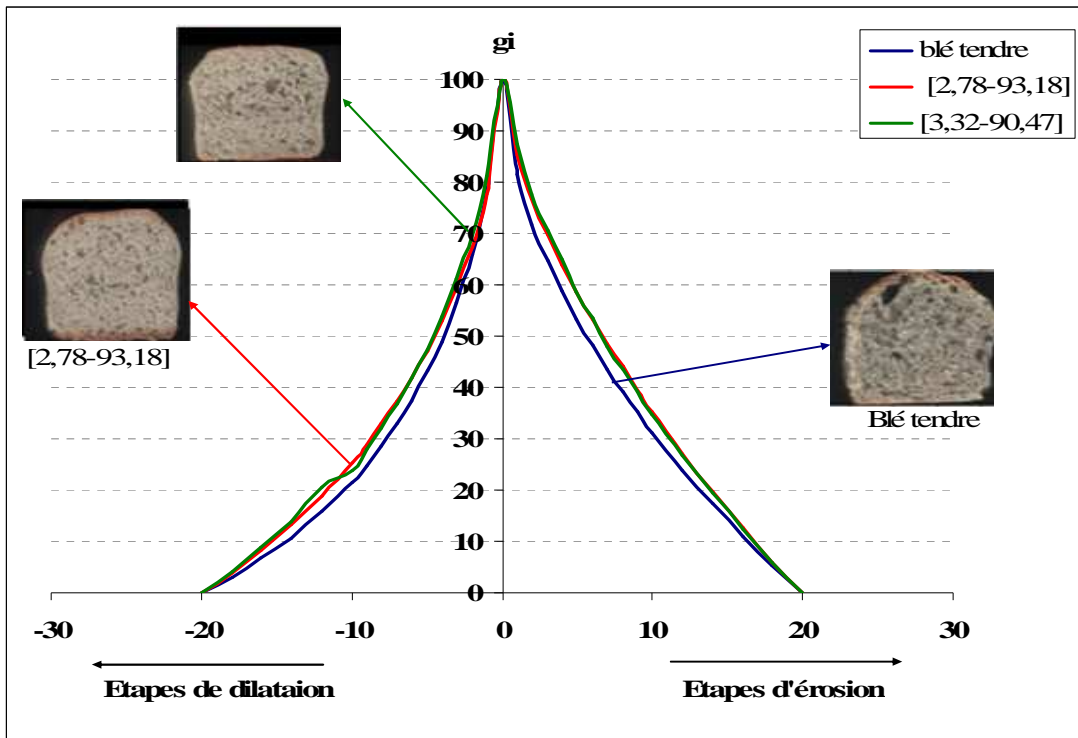 gi
blé tendre
[2,78-93,18]
[3,32-90,47]
100
90
80
70
60
50
40
30
20
10
0
[2,78-93,18]
Blé tendre
-30 -20 -10 0 10 20 30
Etapes de dilataion
Etapes d'érosion